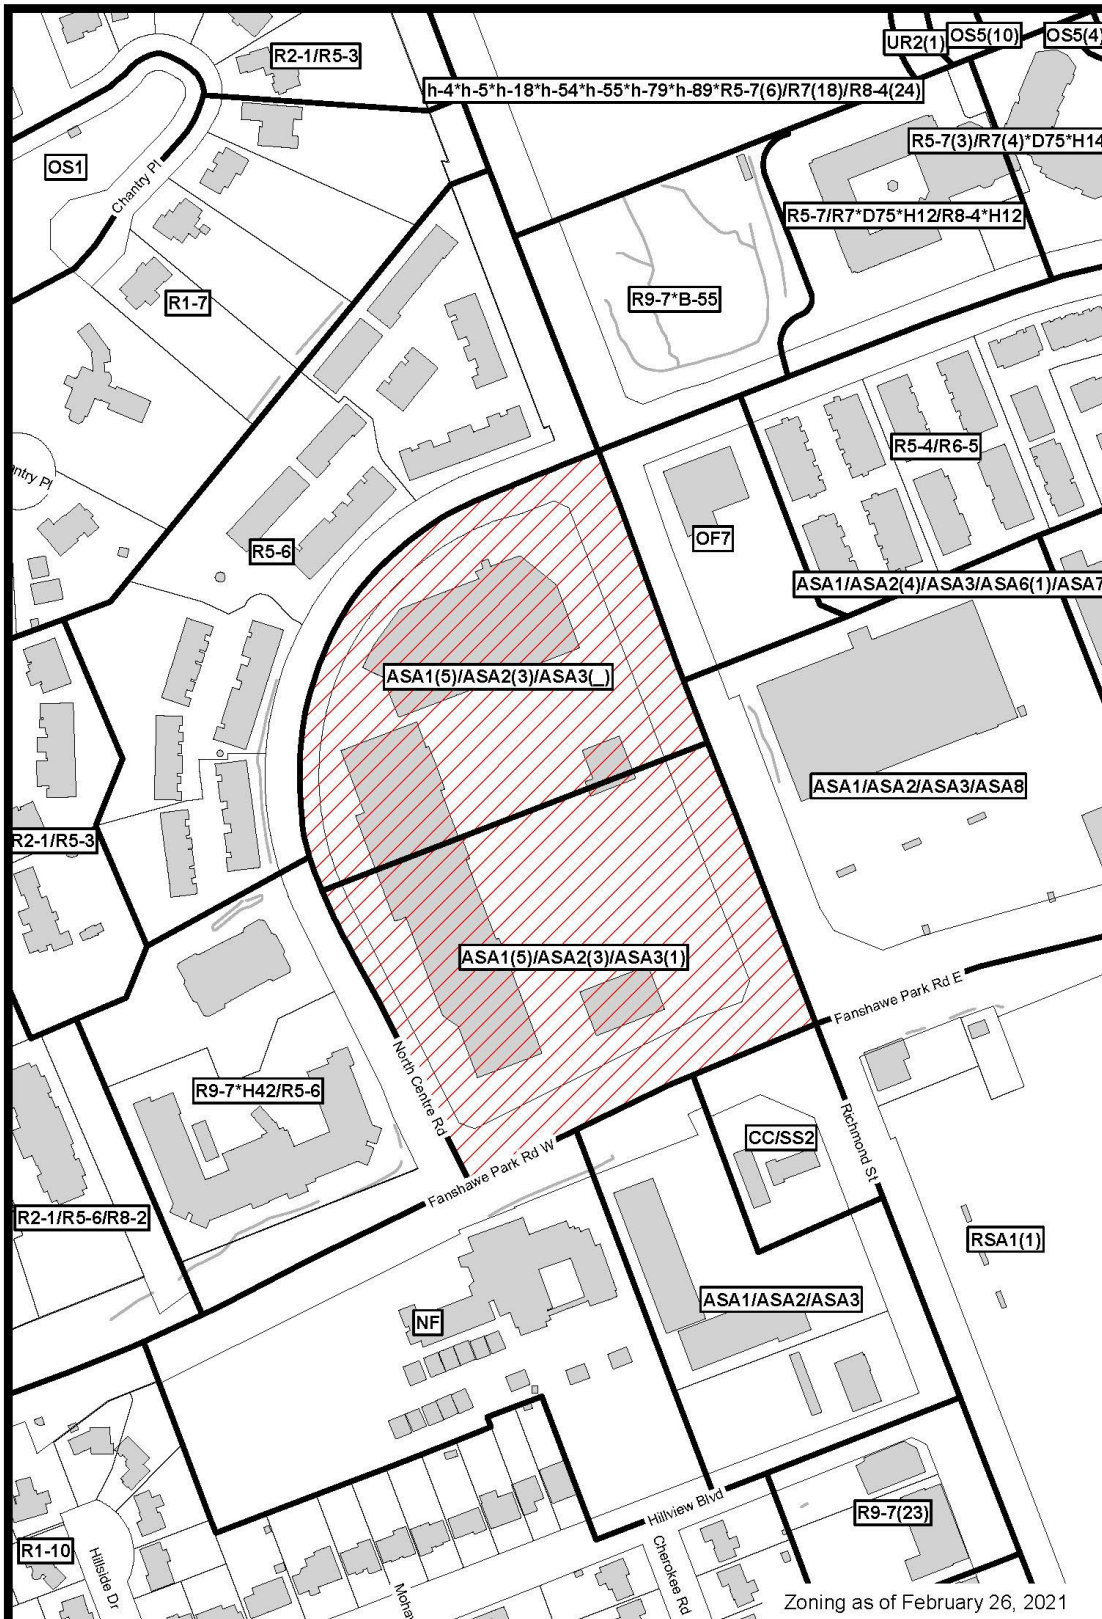 UR2(1)
OS5(10)
OS5(4)
R2-1/R5-3
h-4*h-5*h-18*h-54*h-55*h-79*h-89*R5-7(6)/R7(18)/R8-4(24)
R5-7(3)/R7(4)*D75*H14
OS1
Chantry Pl
R5-7/R7*D75*H12/R8-4*H12
R9-7*B-55
R1-7
R5-4/R6-5
ntry Pl
OF7
R5-6
ASA1/ASA2(4)/ASA3/ASA6(1)/ASA7
ASA1(5)/ASA2(3)/ASA3(_)
ASA1/ASA2/ASA3/ASA8
R2-1/R5-3
ASA1(5)/ASA2(3)/ASA3(1)
Fanshawe Park Rd E
North Centre Rd
R9-7*H42/R5-6
Richmond St
CC/SS2
Fanshawe Park Rd W
R2-1/R5-6/R8-2
RSA1(1)
ASA1/ASA2/ASA3
NF
Hillview Blvd
R9-7(23)
R1-10
Hillside Dr
Cherokee Rd
Moha
Zoning as of February 26, 2021